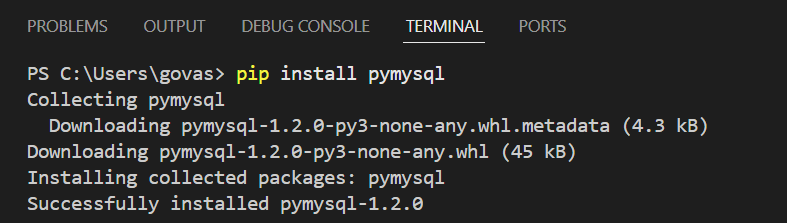 PROBLEMS OUTPUT DEBUG CONSOLE TERMINAL PORTS
PS C:\Users\govas> pip install pymysql
Collecting pymysql
  Downloading pymysql-1.2.0-py3-none-any.whl.metadata (4.3 kB)
Downloading pymysql-1.2.0-py3-none-any.whl (45 kB)
Installing collected packages: pymysql
Successfully installed pymysql-1.2.0